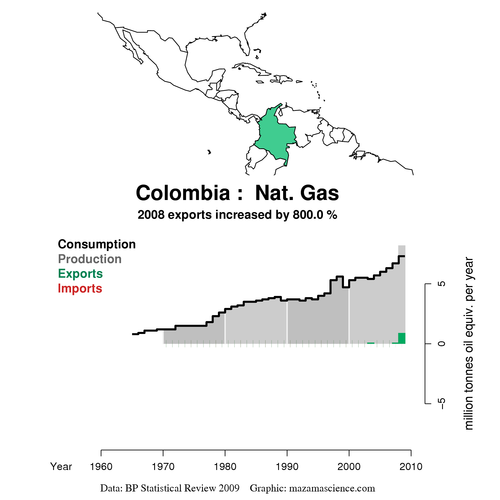 Colombia : Nat. Gas
2008 exports increased by 800.0 %
Consumption
Production
Exports
Imports
5
0
−5
million tonnes oil equiv. per year
Year 1960 1970 1980 1990 2000 2010
Data: BP Statistical Review 2009 Graphic: mazamascience.com